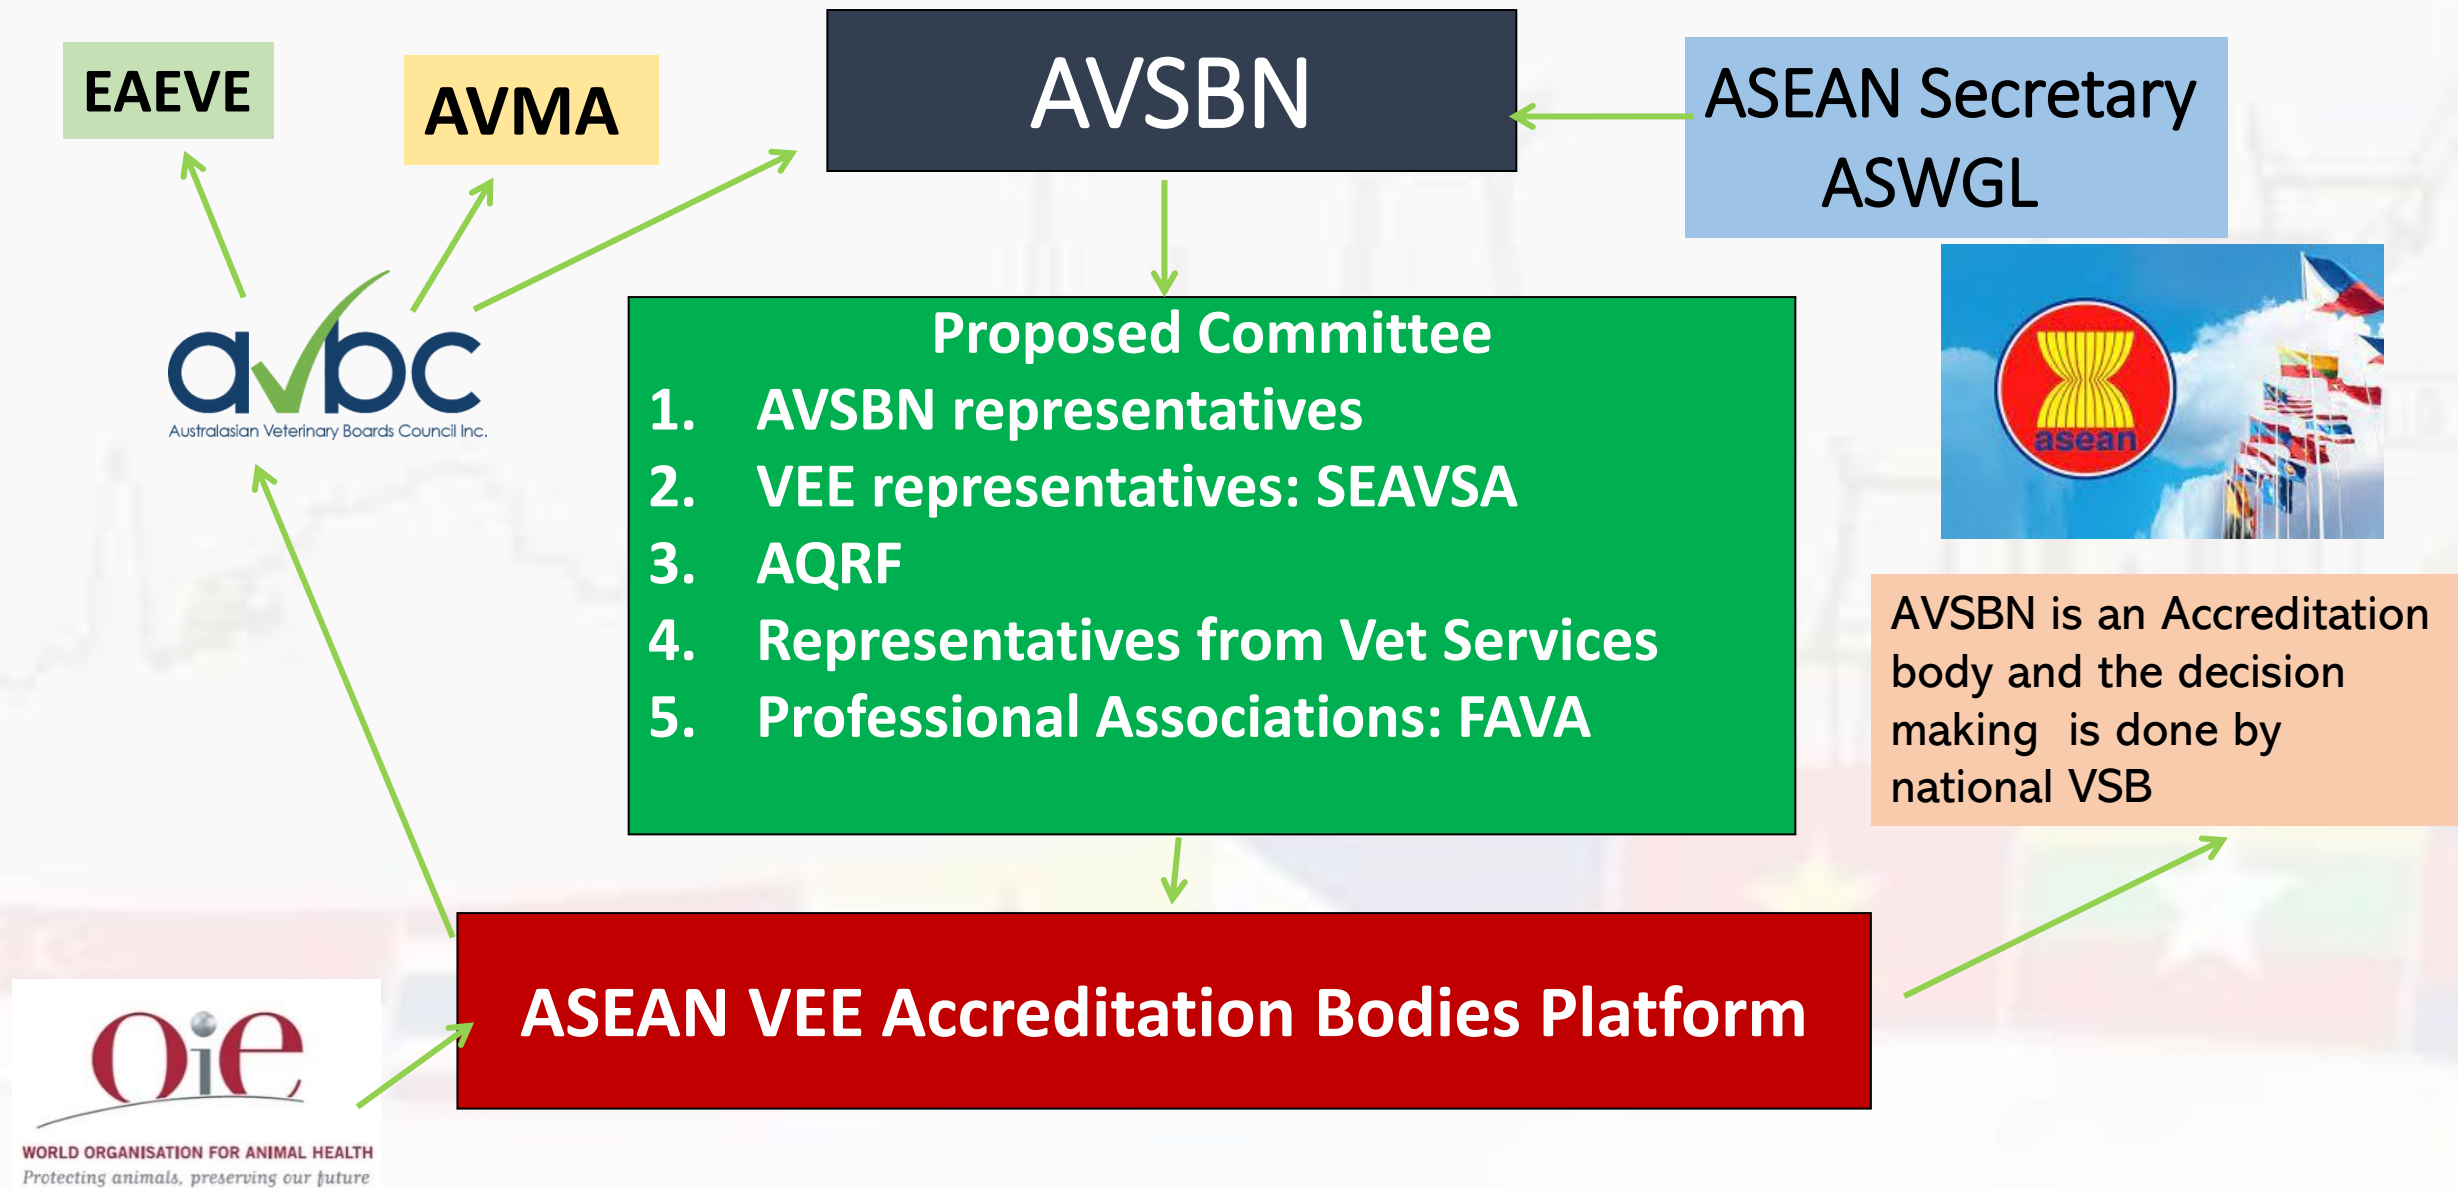 EAEVE
AVMA
AVSBN
ASEAN Secretary
ASWGL
avbc
Australasian Veterinary Boards Council Inc.
Proposed Committee
1. AVSBN representatives
2. VEE representatives: SEAVSA
3. AQRF
4. Representatives from Vet Services
5. Professional Associations: FAVA
asean
AVSBN is an Accreditation
body and the decision
making is done by
national VSB
ASEAN VEE Accreditation Bodies Platform
Oie
WORLD ORGANISATION FOR ANIMAL HEALTH
Protecting animals, preserving our future